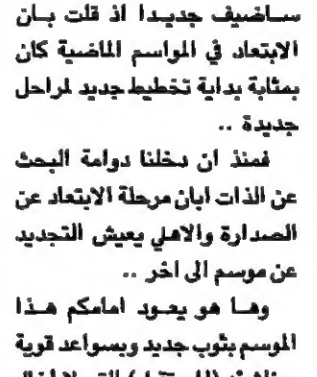 ساضيف جديدا اذ قلت بان
الابتعاد في المواسم الماضية كان
بمثابة بداية تخطيط جديد لمراحل
جديدة ..
فمنذ ان دخلنا دوامة البحث
عن الذات ابان مرحلة الابتعاد عن
الصدارة والاهلي يعيش التجديد
عن موسم الى اخر ..
وها هو يعود امامكم هذا
الموسم بثوب جديد وبسواعد قوية